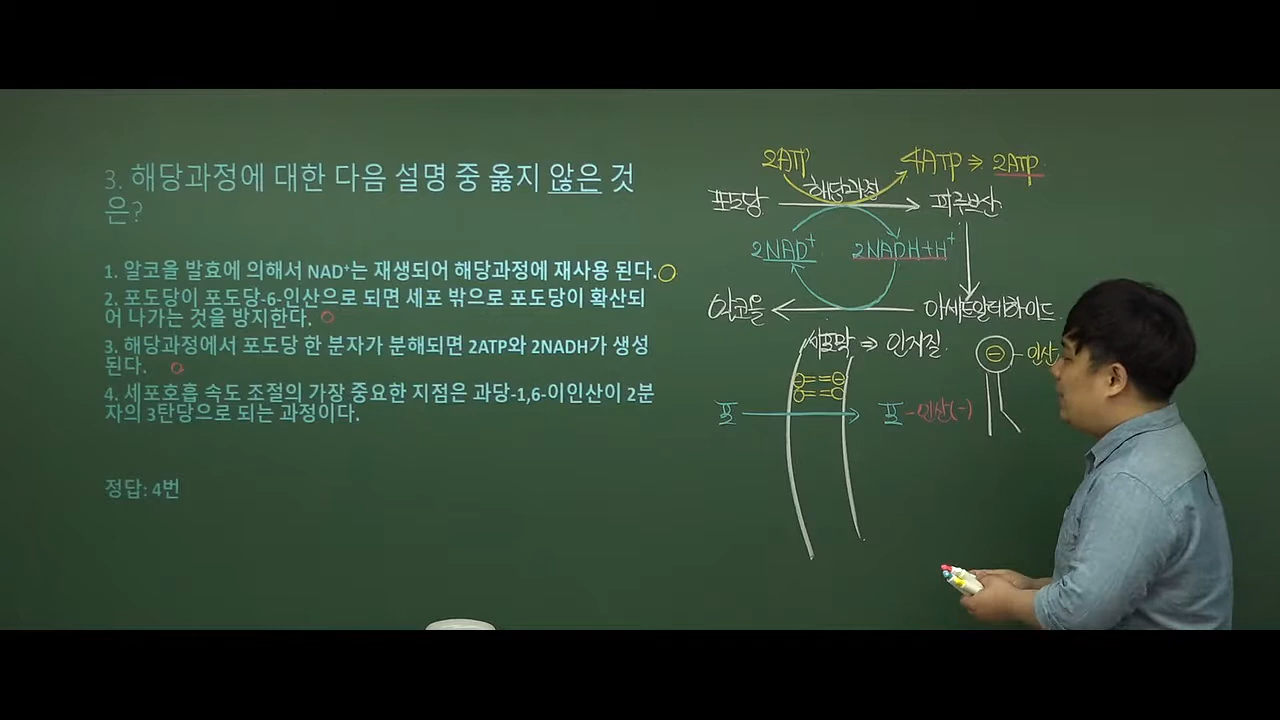 3. 해당과정에 대한 다음 설명 중 옳지 않은 것
은?
1. 알코올 발효에 의해서 NAD⁺는 재생되어 해당과정에 재사용 된다.
2. 포도당이 포도당-6-인산으로 되면 세포 밖으로 포도당이 확산되
어 나가는 것을 방지한다.
3. 해당과정에서 포도당 한 분자가 분해되면 2ATP와 2NADH가 생성
된다.
4. 세포호흡 속도 조절의 가장 중요한 지점은 과당-1,6-이인산이 2분
자의 3탄당으로 되는 과정이다.
정답: 4번
2ATP 4ATP ⇒ 2ATP
포도당 해당과정 피루브산
2NAD⁺ 2NADH+H⁺
알코올 아세트알데하이드
세포막 ⇒ 인지질
⊖ - 인산
포 포 - 인산(-)